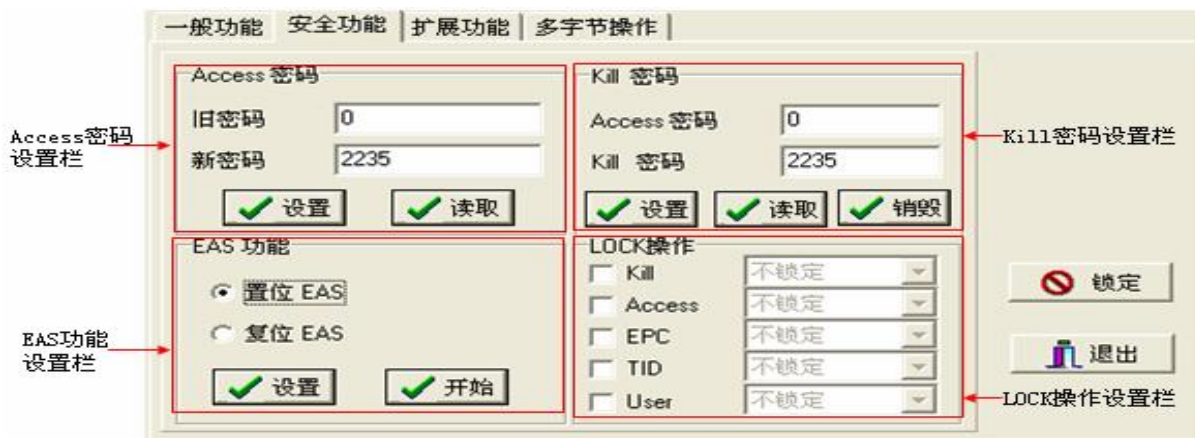 一般功能 安全功能 扩展功能 多字节操作
Access密码
设置栏
Access 密码
旧密码 0
新密码 2235
设置 读取
Kill 密码
Access 密码 0
Kill 密码 2235
设置 读取 销毁
Kill密码设置栏
EAS功能
设置栏
EAS 功能
置位 EAS
复位 EAS
设置 开始
LOCK操作
Kill 不锁定
Access 不锁定
EPC 不锁定
TID 不锁定
User 不锁定
锁定
退出
LOCK操作设置栏